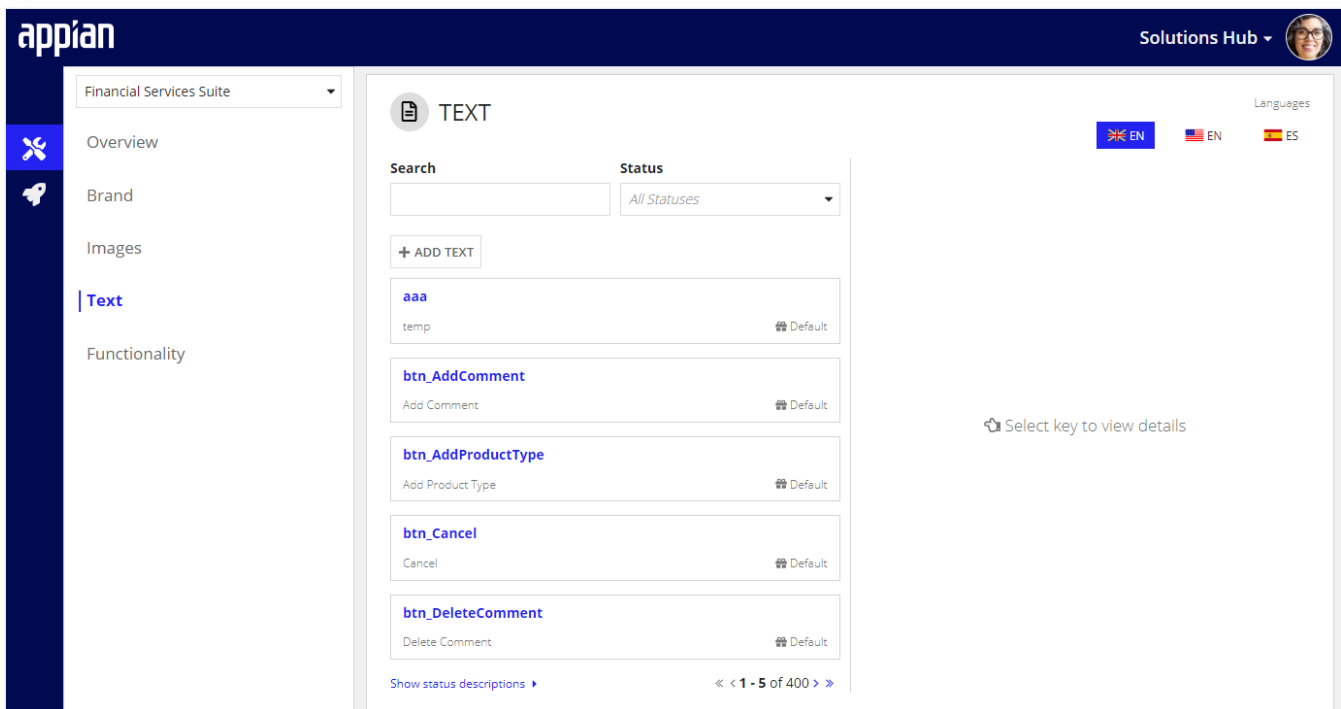 appian
Solutions Hub
Financial Services Suite
Overview
Brand
Images
Text
Functionality
TEXT
Languages
EN
EN
ES
Search
Status
All Statuses
+ ADD TEXT
aaa
temp
Default
btn_AddComment
Add Comment
Default
btn_AddProductType
Add Product Type
Default
btn_Cancel
Cancel
Default
btn_DeleteComment
Delete Comment
Default
Show status descriptions
« < 1 - 5 of 400 > »
Select key to view details